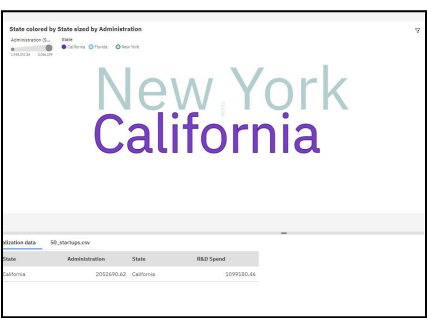 State colored by State sized by Administration
Administration (S... State
California Florida New York
New York
California
alization data 50_startups.csv
State Administration State R&D Spend
California 2052690.62 California 1099180.46